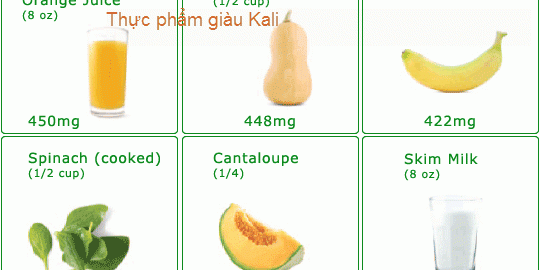 Orange Juice
(8 oz)
Thực phẩm giàu Kali
(1/2 cup)
450mg
448mg
422mg
Spinach (cooked)
(1/2 cup)
Cantaloupe
(1/4)
Skim Milk
(8 oz)